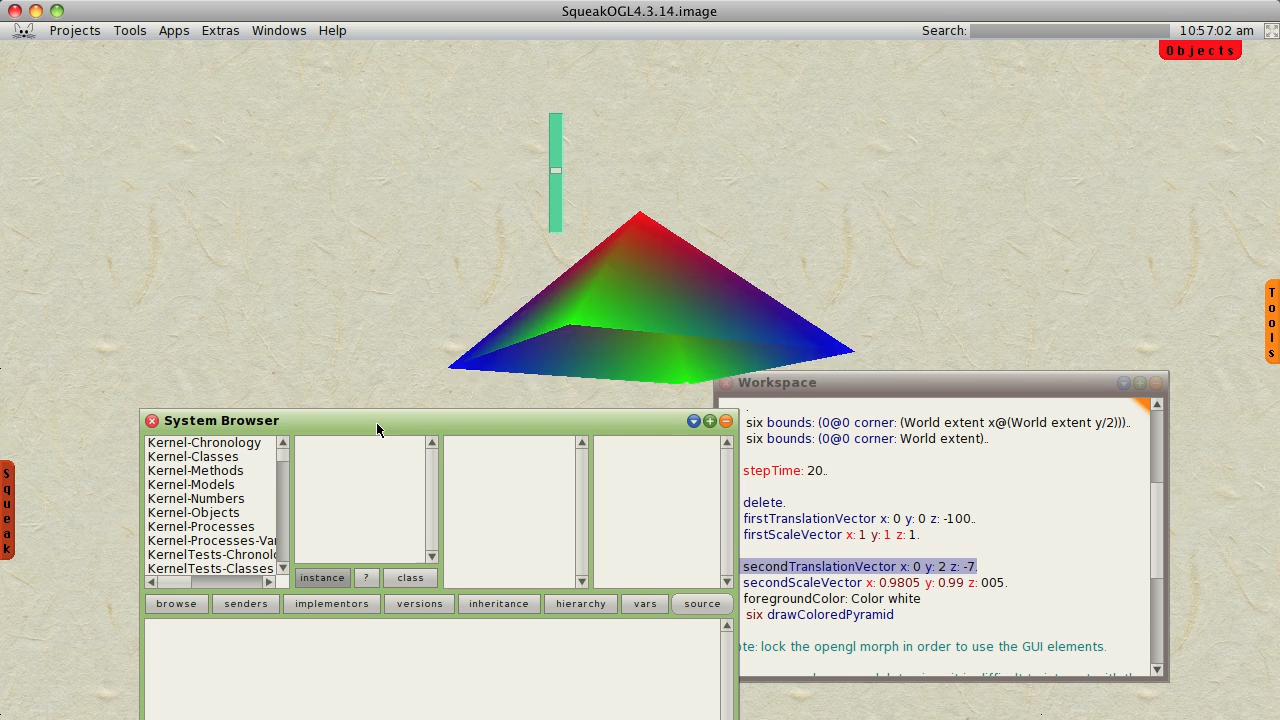 SqueakOGL4.3.14.image
Projects Tools Apps Extras Windows Help Search: 10:57:02 am
Objects
Tools
Squeak
Workspace
.
six bounds: (0@0 corner: (World extent x@(World extent y/2)))..
six bounds: (0@0 corner: World extent)..
stepTime: 20..
delete.
firstTranslationVector x: 0 y: 0 z: -100..
firstScaleVector x: 1 y: 1 z: 1.
secondTranslationVector x: 0 y: 2 z: -7.
secondScaleVector x: 0.9805 y: 0.99 z: 005.
foregroundColor: Color white
six drawColoredPyramid
te: lock the opengl morph in order to use the GUI elements.
System Browser
Kernel-Chronology
Kernel-Classes
Kernel-Methods
Kernel-Models
Kernel-Numbers
Kernel-Objects
Kernel-Processes
Kernel-Processes-Var
KernelTests-Chronolo
KernelTests-Classes
instance ? class
browse senders implementors versions inheritance hierarchy vars source